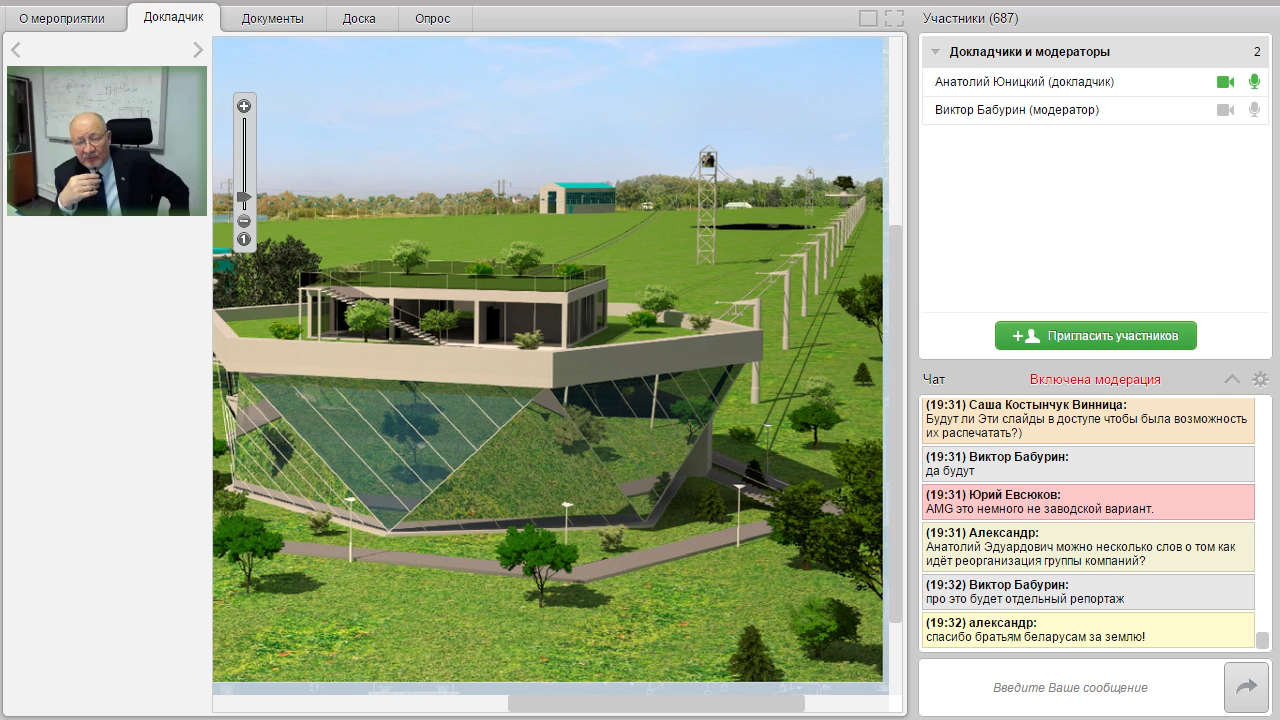 О мероприятии
Докладчик
Документы
Доска
Опрос
Участники (687)
Докладчики и модераторы 2
Анатолий Юницкий (докладчик)
Виктор Бабурин (модератор)
Пригласить участников
Чат
Включена модерация
(19:31) Саша Костынчук Винница:
Будут ли Эти слайды в доступе чтобы была возможность
их распечатать?)
(19:31) Виктор Бабурин:
да будут
(19:31) Юрий Евсюков:
AMG это немного не заводской вариант.
(19:31) Александр:
Анатолий Эдуардович можно несколько слов о том как
идёт реорганизация группы компаний?
(19:32) Виктор Бабурин:
про это будет отдельный репортаж
(19:32) александр:
спасибо братьям беларусам за землю!
Введите Ваше сообщение